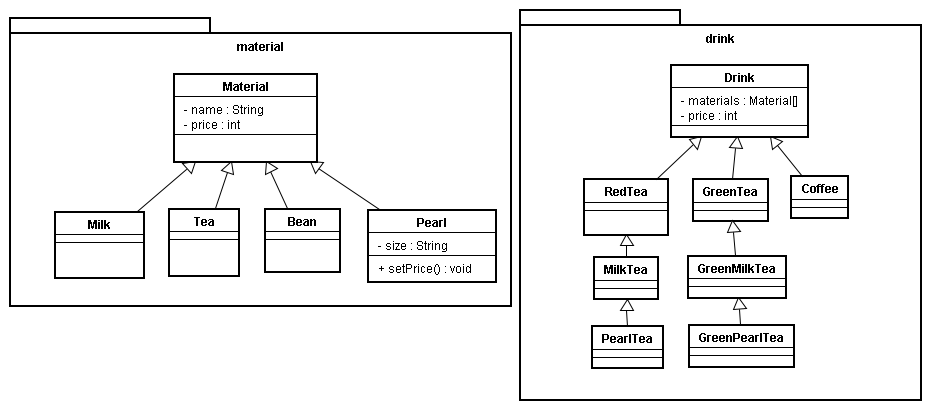 material
Material
- name : String
- price : int
Milk
Tea
Bean
Pearl
- size : String
+ setPrice() : void
drink
Drink
- materials : Material[]
- price : int
RedTea
GreenTea
Coffee
MilkTea
GreenMilkTea
PearlTea
GreenPearlTea